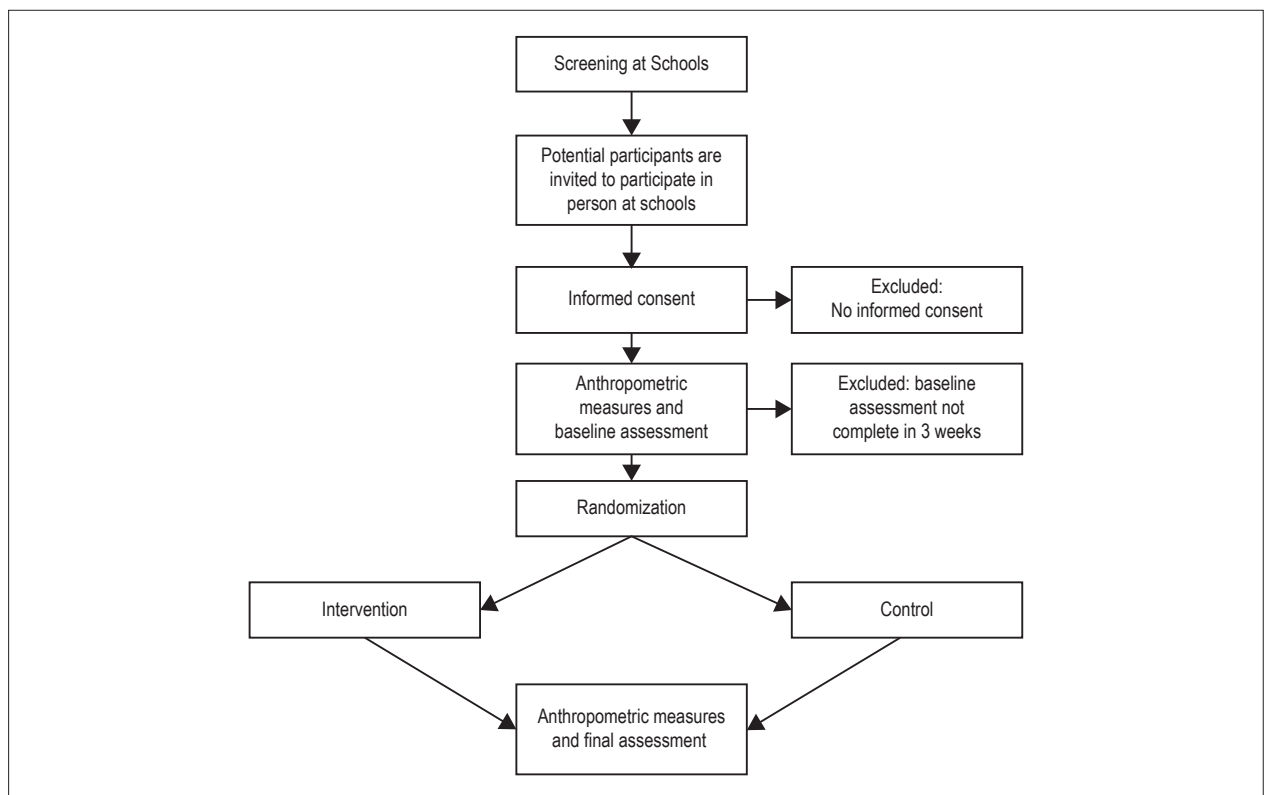 Screening at Schools
Potential participants are
invited to participate in
person at schools
Informed consent
Excluded:
No informed consent
Anthropometric
measures and
baseline assessment
Excluded: baseline
assessment not
complete in 3 weeks
Randomization
Intervention
Control
Anthropometric measures
and final assessment